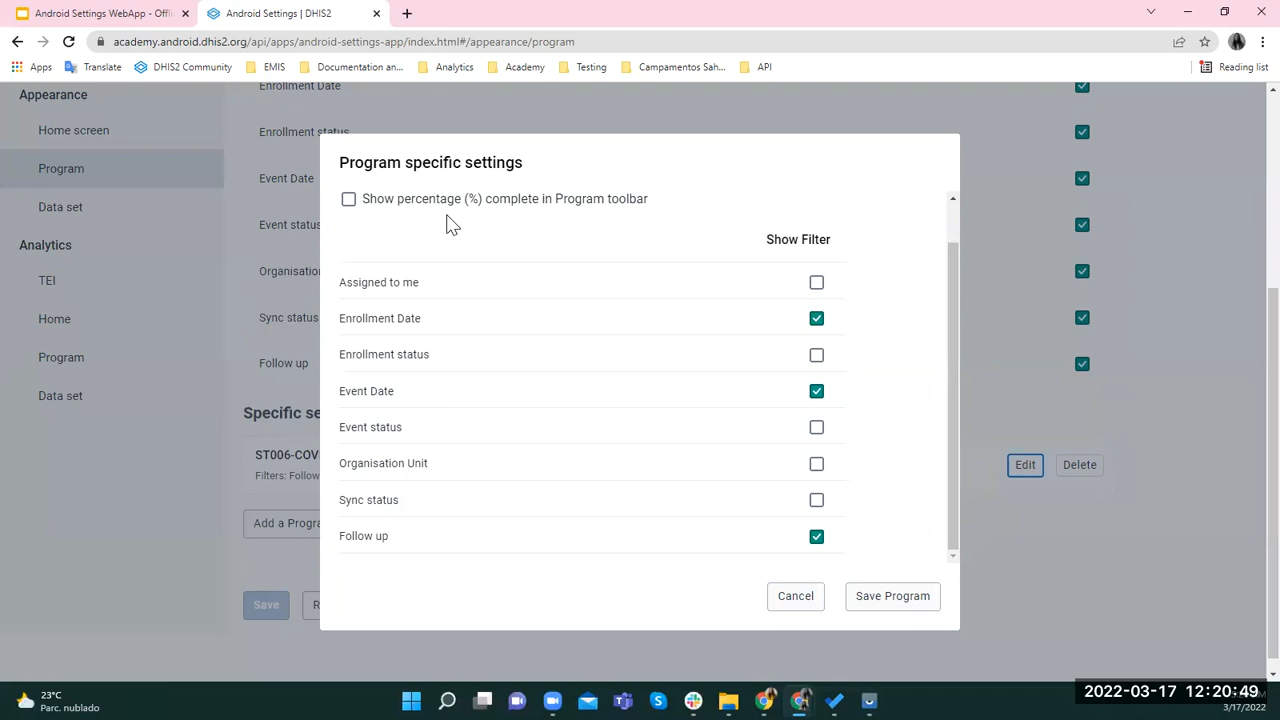 Android Settings WebApp - Offli
Android Settings | DHIS2
academy.android.dhis2.org/api/apps/android-settings-app/index.html#/appearance/program
Apps
Translate
DHIS2 Community
EMIS
Documentation an...
Analytics
Academy
Testing
Campamentos Sah...
API
Reading list
Appearance
Home screen
Program
Data set
Analytics
TEI
Home
Program
Data set
Enrollment Date
Enrollment status
Event Date
Event status
Organisation
Sync status
Follow up
Specific se
ST006-COV
Filters: Follow
Edit
Delete
Add a Progra
Save
R
Program specific settings
Show percentage (%) complete in Program toolbar
Show Filter
Assigned to me
Enrollment Date
Enrollment status
Event Date
Event status
Organisation Unit
Sync status
Follow up
Cancel
Save Program
23°C
Parc. nublado
2022-03-17 12:20:49
3/17/2022